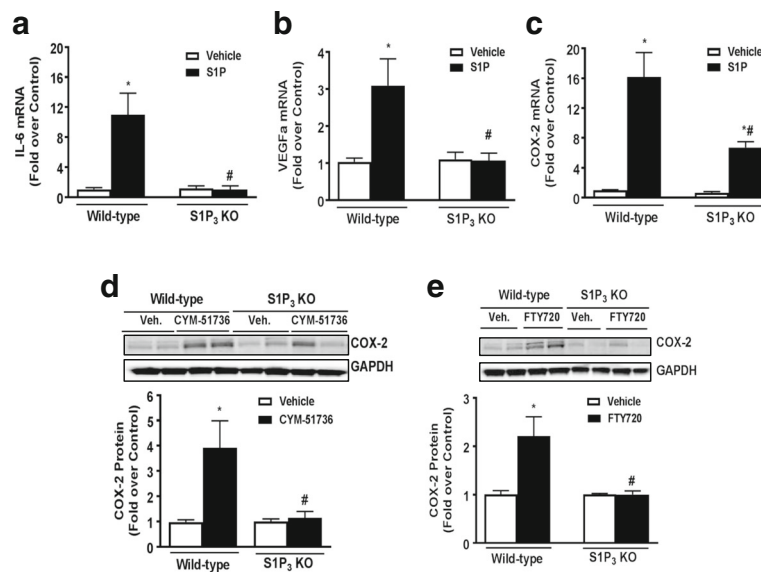 a
IL-6 mRNA
(Fold over Control)
20
16
12
8
4
0
Vehicle
S1P
*
#
Wild-type
S1P₃ KO
b
VEGFa mRNA
(Fold over Control)
4
3
2
1
0
Vehicle
S1P
*
#
Wild-type
S1P₃ KO
c
COX-2 mRNA
(Fold over Control)
20
16
12
8
4
0
Vehicle
S1P
*
*#
Wild-type
S1P₃ KO
d
Wild-type
S1P₃ KO
Veh. CYM-51736 Veh. CYM-51736
COX-2
GAPDH
COX-2 Protein
(Fold over Control)
6
5
4
3
2
1
0
Vehicle
CYM-51736
*
#
Wild-type
S1P₃ KO
e
Wild-type
S1P₃ KO
Veh. FTY720 Veh. FTY720
COX-2
GAPDH
COX-2 Protein
(Fold over Control)
3
2
1
0
Vehicle
FTY720
*
#
Wild-type
S1P₃ KO